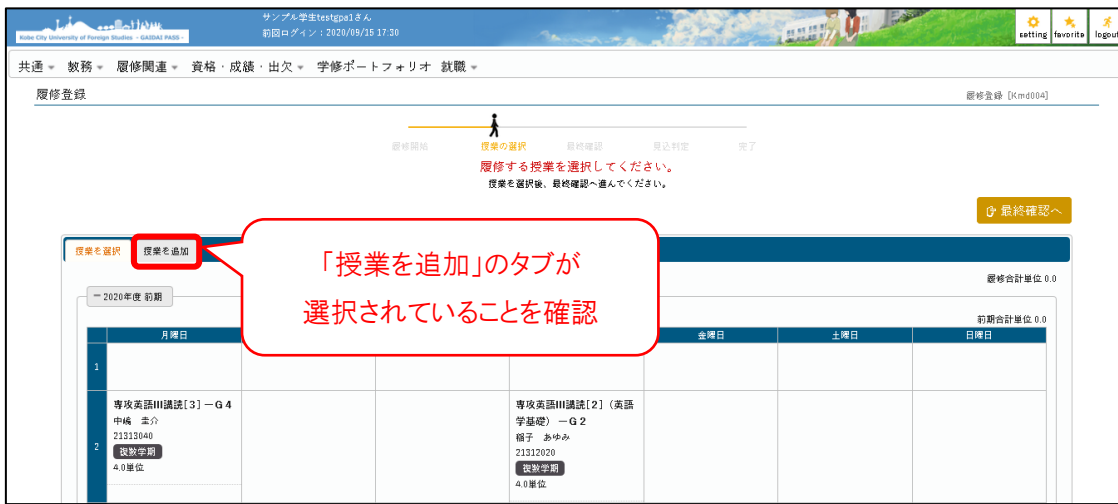 Kobe City University of Foreign Studies - GAIDAI PASS -
サンプル学生testgpa1さん
前回ログイン : 2020/09/15 17:30
setting favorite logout
共通 教務 履修関連 資格・成績・出欠 学修ポートフォリオ 就職
履修登録
履修登録 [Kmd004]
履修開始 授業の選択 最終確認 見込判定 完了
履修する授業を選択してください。
授業を選択後、最終確認へ進んでください。
最終確認へ
授業を選択 授業を追加
「授業を追加」のタブが
選択されていることを確認
履修合計単位 0.0
ー 2020年度 前期
前期合計単位 0.0
月曜日 金曜日 土曜日 日曜日
1
2
専攻英語III講読[3] －G4
中嶋 圭介
21313040
複数学期
4.0単位
専攻英語III講読[2]（英語
学基礎） －G2
稲子 あゆみ
21312020
複数学期
4.0単位